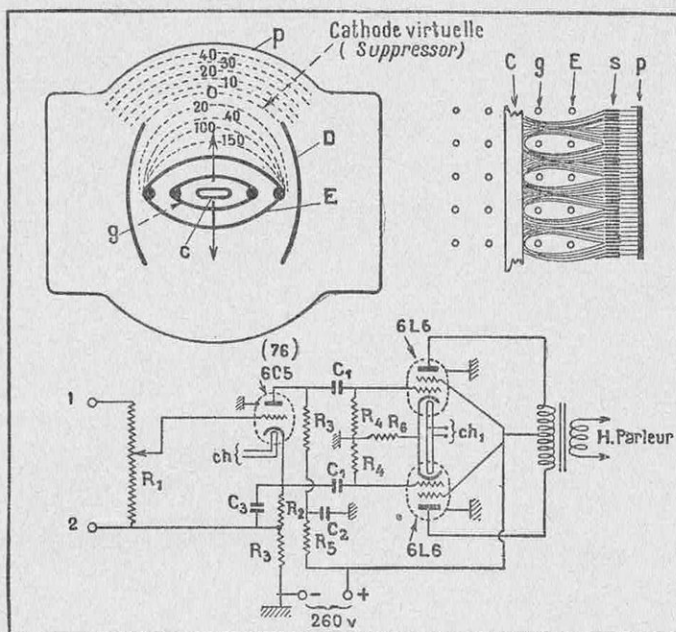 p
Cathode virtuelle
(Suppressor)
40
30
20
10
0
20
40
100
150
D
E
g
c
C g E s p
(76)
6C5
6L6
1
2
R1
ch
C1
R3
R4
R6
R4
ch1
C1
C3
R2
C2
R3
R5
6L6
H.Parleur
- +
260 v